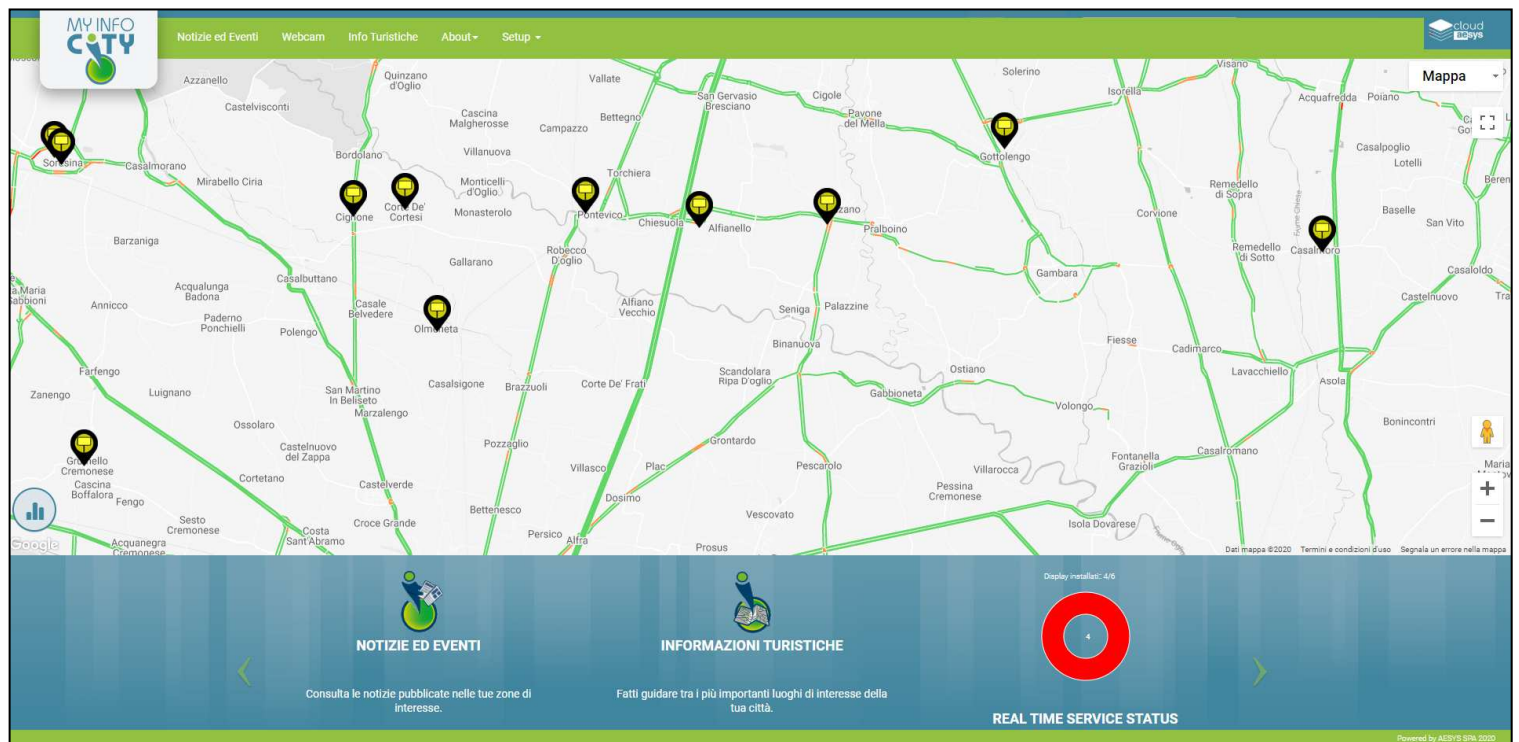 MY INFO
CITY
Notizie ed Eventi
Webcam
Info Turistiche
About
Setup
cloud
aesys
Mappa
Azzanello
Quinzano
d'Oglio
Vallate
Solerino
Visano
Castelvisconti
San Gervasio
Bresciano
Cigole
Isorella
Acquafredda
Poiano
Cascina
Malgherosse
Bettegno
Campazzo
Pavone
del Mella
Bordolano
Villanuova
Gottolengo
Casalpoglio
Lotelli
Soresina
Casalmorano
Mirabello Ciria
Monticelli
d'Oglio
Torchiera
Remedello
di Sopra
Fiume Chiese
Cignone
Corte De'
Cortesi
Monasterolo
Pontevico
Chiesuola
Alfianello
Pralboino
Corvione
Baselle
San Vito
Barzaniga
Robecco
D'oglio
Gallarano
Remedello
di Sotto
Casalmoro
Casaloldo
Casalbuttano
Gambara
Acqualunga
Badona
Annicco
Casale
Belvedere
Alfiano
Vecchio
Seniga
Palazzine
Castelnuovo
Paderno
Ponchielli
Polengo
Olmeneta
Binanuova
Fiesse
Cadimarco
Farfengo
Scandolara
Ripa D'oglio
Ostiano
Lavacchiello
Asola
Zanengo
Luignano
San Martino
In Beliseto
Casalsigone
Brazzuoli
Corte De' Frati
Gabbioneta
Marzalengo
Volongo
Ossolaro
Bonincontri
Castelnuovo
del Zappa
Pozzaglio
Grontardo
Grumello
Cremonese
Cortetano
Castelverde
Villasco
Plac
Pescarolo
Villarocca
Fontanella
Grazioli
Casalromano
Cascina
Boffalora
Fengo
Pessina
Cremonese
Dosimo
Sesto
Cremonese
Bettenesco
Vescovato
Costa
Sant'Abramo
Croce Grande
Isola Dovarese
Acquanegra
Cremonese
Persico
Alfra
Prosus
Google
Dati mappa ©2020
Termini e condizioni d'uso
Segnala un errore nella mappa
Display installati: 4/6
4
NOTIZIE ED EVENTI
INFORMAZIONI TURISTICHE
Consulta le notizie pubblicate nelle tue zone di
interesse.
Fatti guidare tra i più importanti luoghi di interesse della
tua città.
REAL TIME SERVICE STATUS
Powered by AESYS SPA 2020